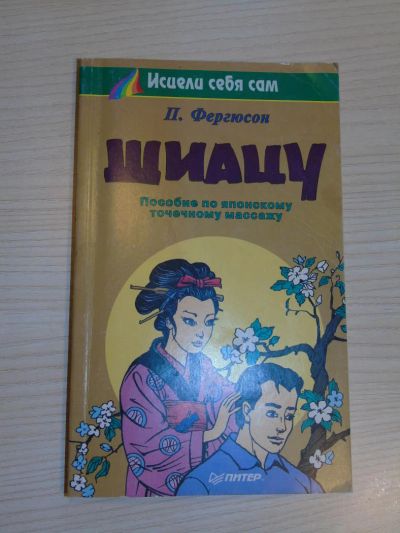 Исцели себя сам
П. Фергюсон
ШИАЦУ
Пособие по японскому
точечному массажу
ПИТЕР